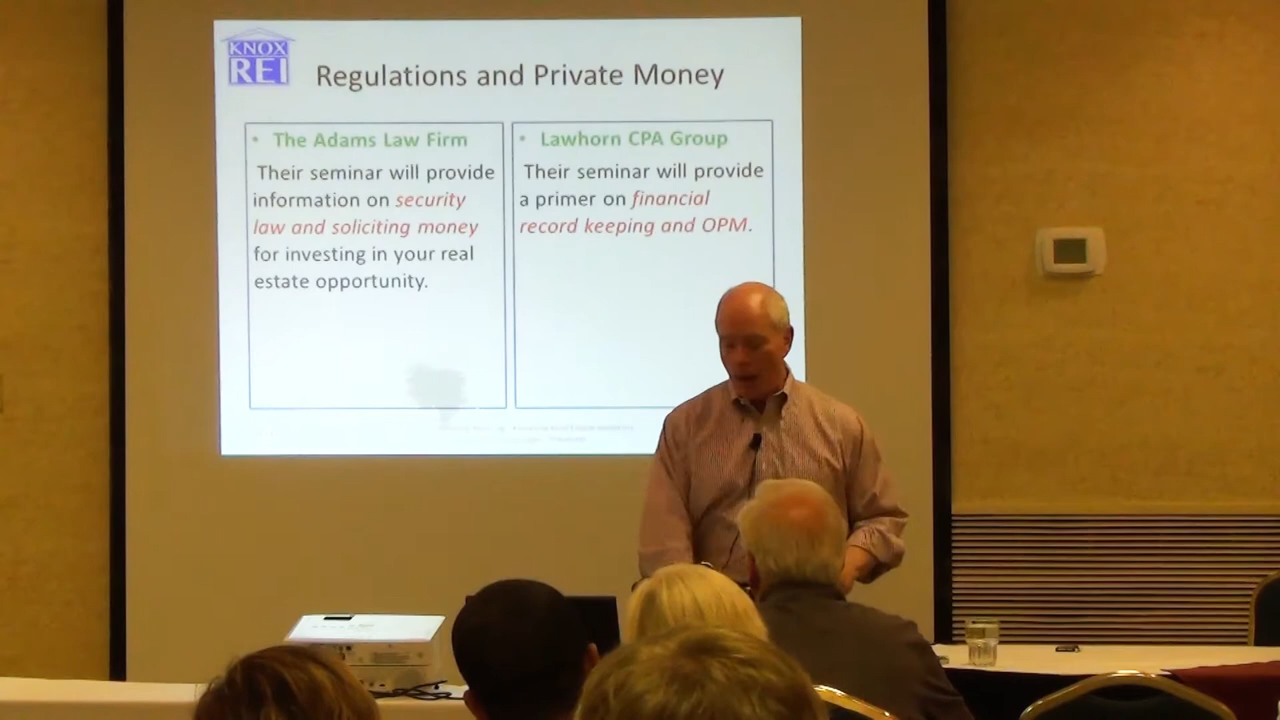 KNOX
REI
Regulations and Private Money
• The Adams Law Firm
Their seminar will provide
information on security
law and soliciting money
for investing in your real
estate opportunity.
• Lawhorn CPA Group
Their seminar will provide
a primer on financial
record keeping and OPM.